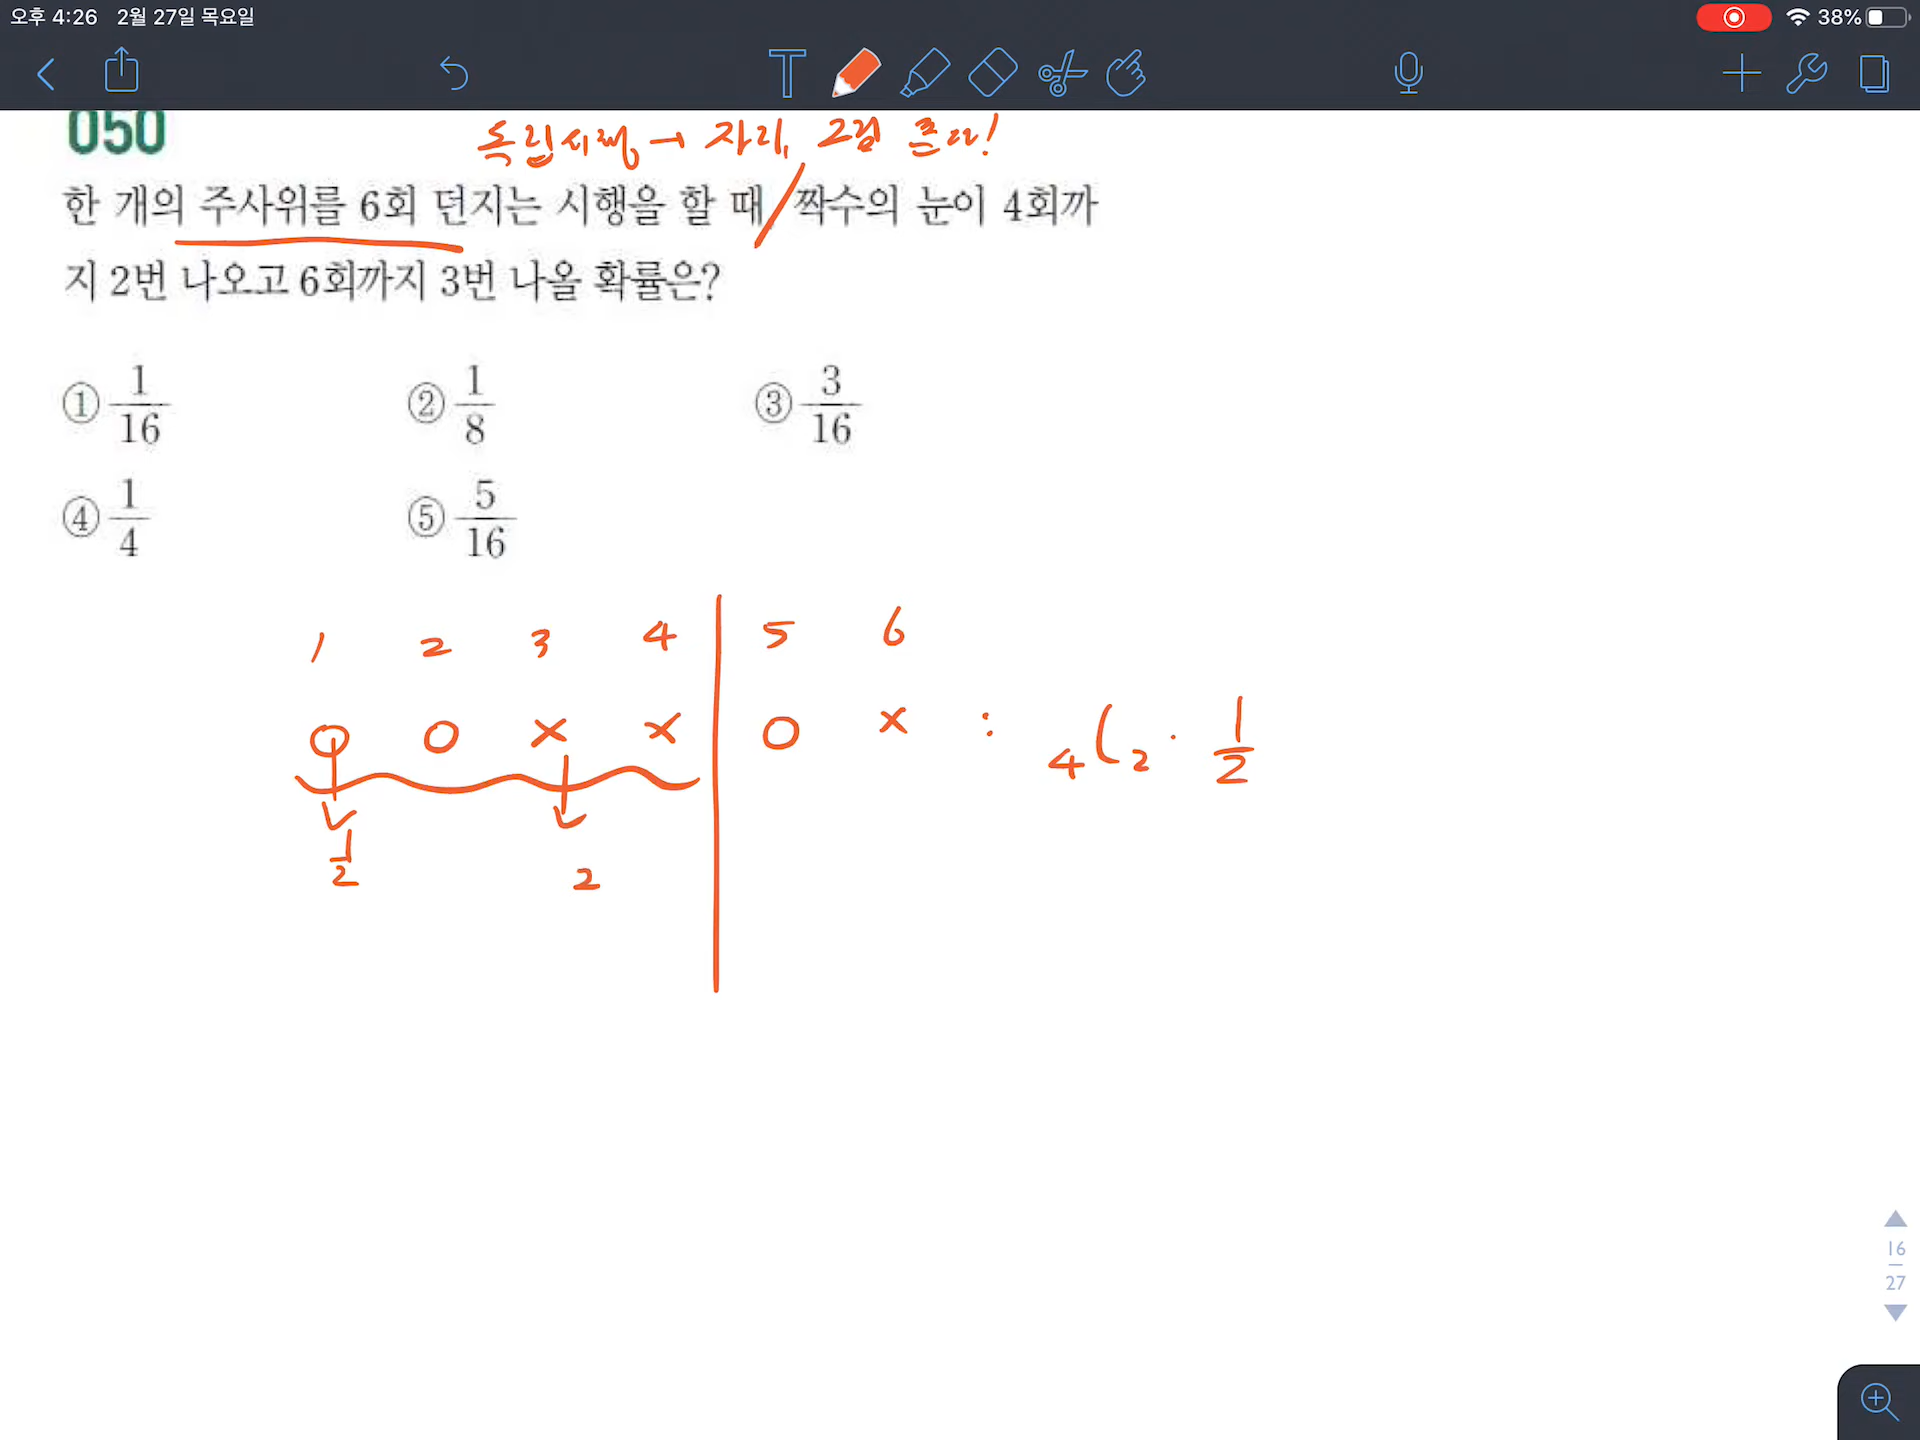 오후 4:26 2월 27일 목요일
38%
050
독립시행 → 자리, 그림 존재!
한 개의 주사위를 6회 던지는 시행을 할 때 짝수의 눈이 4회까
지 2번 나오고 6회까지 3번 나올 확률은?
① 1/16 ② 1/8 ③ 3/16
④ 1/4 ⑤ 5/16
1 2 3 4 5 6
O O × × O × : ₄C₂ · 1/2
1/2 2
16
27